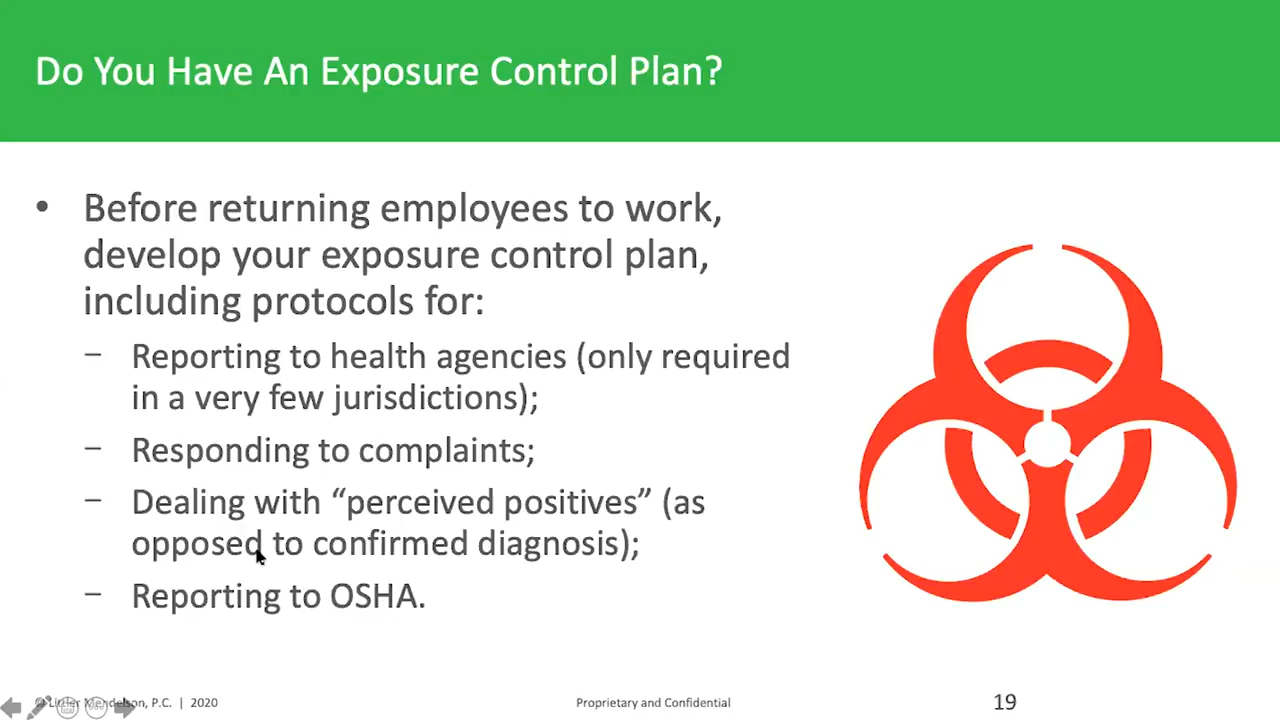 Do You Have An Exposure Control Plan?
• Before returning employees to work,
develop your exposure control plan,
including protocols for:
− Reporting to health agencies (only required
in a very few jurisdictions);
− Responding to complaints;
− Dealing with “perceived positives” (as
opposed to confirmed diagnosis);
− Reporting to OSHA.
© Littler Mendelson, P.C. | 2020
Proprietary and Confidential
19